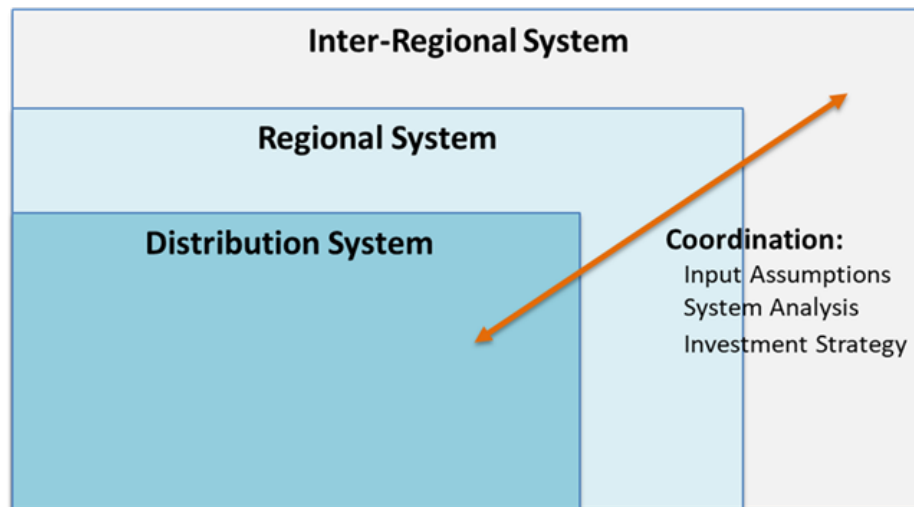 Inter-Regional System
Regional System
Distribution System
Coordination:
Input Assumptions
System Analysis
Investment Strategy